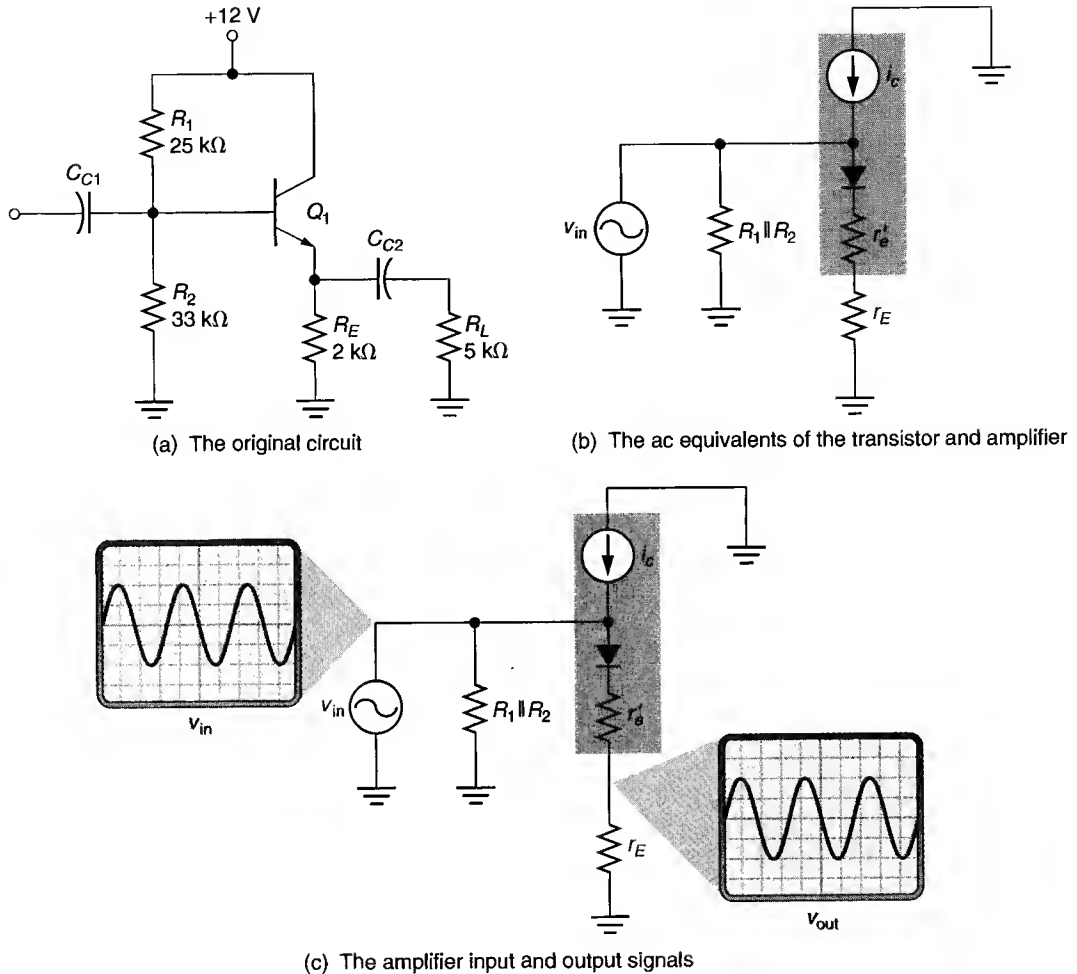 +12 V
R1
25 kΩ
CC1
Q1
CC2
R2
33 kΩ
RE
2 kΩ
RL
5 kΩ
(a) The original circuit
ic
vin
R1 || R2
r'e
rE
(b) The ac equivalents of the transistor and amplifier
vin
ic
vin
R1 || R2
r'e
rE
vout
(c) The amplifier input and output signals